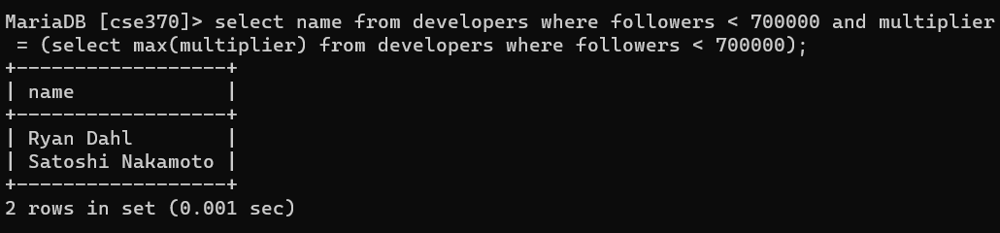 MariaDB [cse370]> select name from developers where followers < 700000 and multiplier
 = (select max(multiplier) from developers where followers < 700000);
+------------------+
| name             |
+------------------+
| Ryan Dahl        |
| Satoshi Nakamoto |
+------------------+
2 rows in set (0.001 sec)